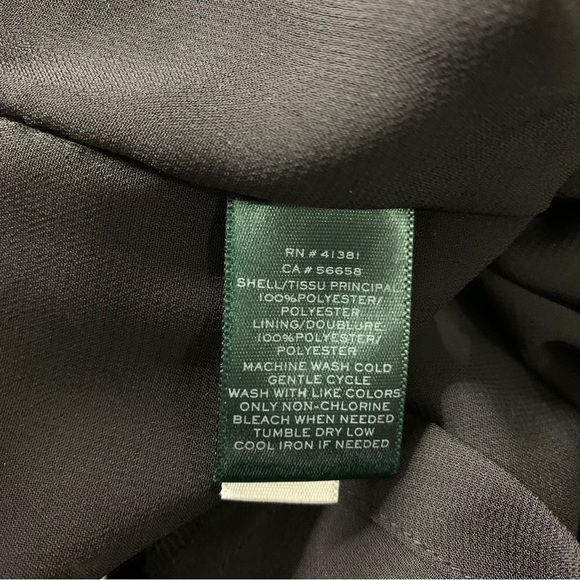 RN # 41381
CA # 56658
SHELL/TISSU PRINCIPAL
100%POLYESTER/
POLYESTER
LINING/DOUBLURE
100%POLYESTER/
POLYESTER
MACHINE WASH COLD
GENTLE CYCLE
WASH WITH LIKE COLORS
ONLY NON-CHLORINE
BLEACH WHEN NEEDED
TUMBLE DRY LOW
COOL IRON IF NEEDED